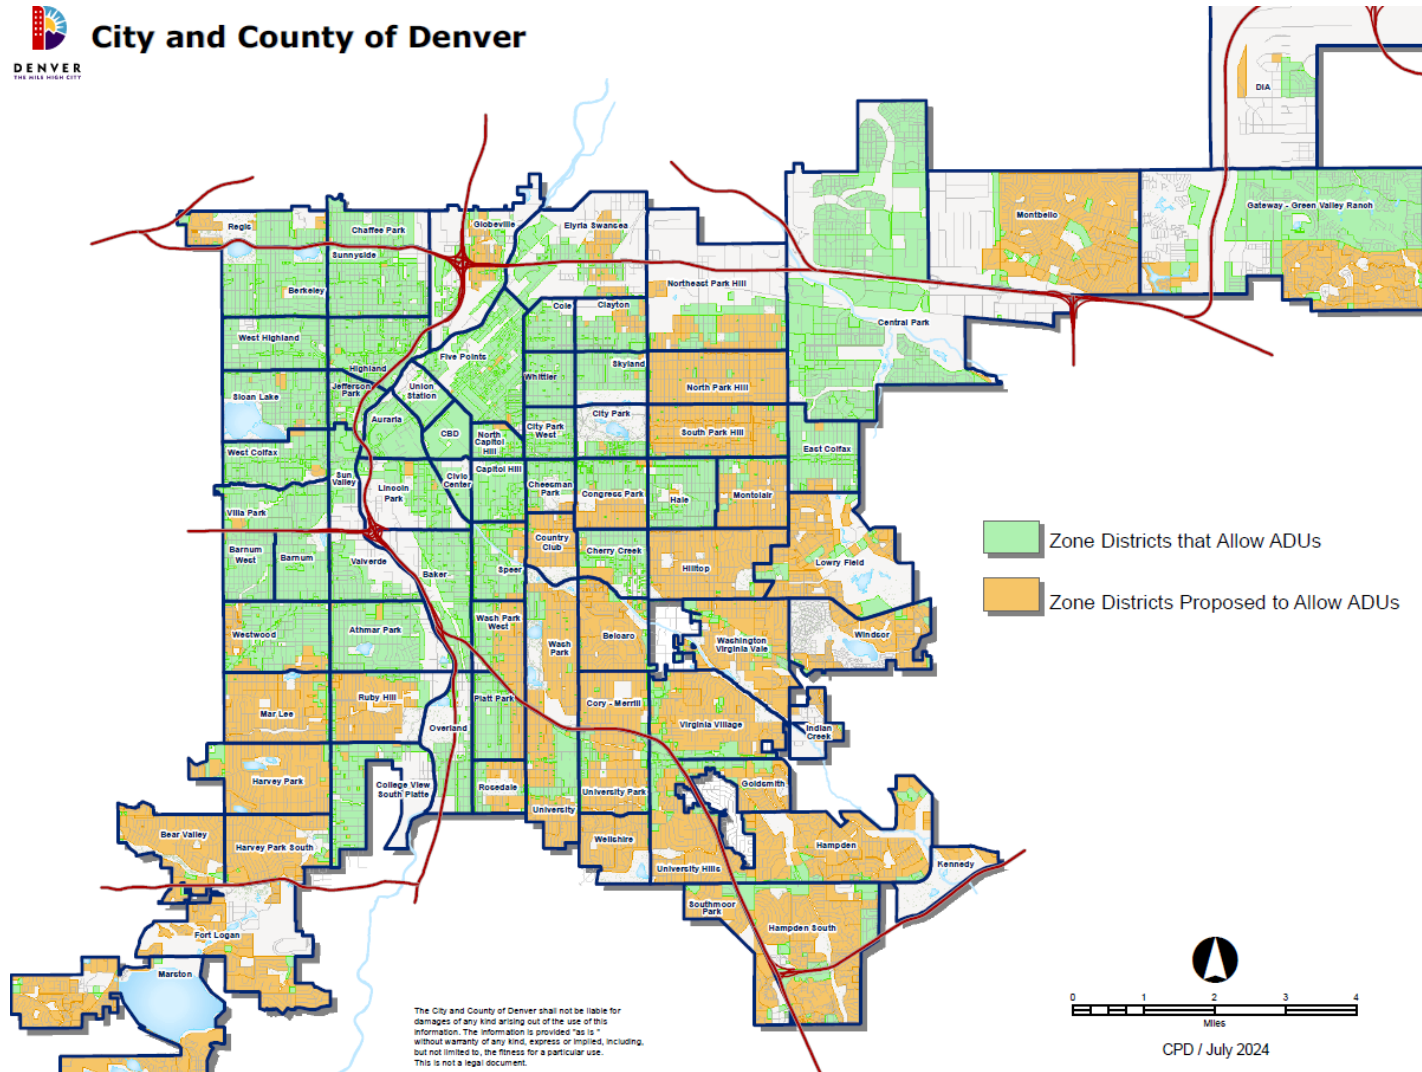 City and County of Denver
DENVER
THE MILE HIGH CITY
DIA
Montbello
Gateway - Green Valley Ranch
Regis
Chaffee Park
Globeville
Elyria Swansea
Sunnyside
Berkeley
Northeast Park Hill
Cole
Clayton
Central Park
West Highland
Five Points
Highland
Skyland
Whittier
Union
Station
Jefferson
Park
North Park Hill
Sloan Lake
Auraria
City Park
CBD
North
Capitol
Hill
City Park
West
South Park Hill
West Colfax
East Colfax
Sun
Valley
Lincoln
Park
Civic
Center
Capitol Hill
Cheesman
Park
Congress Park
Hale
Montclair
Villa Park
Country
Club
Cherry Creek
Barnum
West
Barnum
Valverde
Baker
Speer
Hilltop
Lowry Field
Zone Districts that Allow ADUs
Zone Districts Proposed to Allow ADUs
Westwood
Athmar Park
Wash Park
West
Wash
Park
Belcaro
Washington
Virginia Vale
Windsor
Mar Lee
Ruby Hill
Platt Park
Cory - Merrill
Overland
Virginia Village
Indian
Creek
Harvey Park
College View
South Platte
Rosedale
University
University Park
Goldsmith
Bear Valley
Harvey Park South
Wellshire
University Hills
Hampden
Kennedy
Southmoor
Park
Hampden South
Fort Logan
Marston
The City and County of Denver shall not be liable for
damages of any kind arising out of the use of this
information. The information is provided "as is "
without warranty of any kind, express or implied, including,
but not limited to, the fitness for a particular use.
This is not a legal document.
0 1 2 3 4
Miles
CPD / July 2024